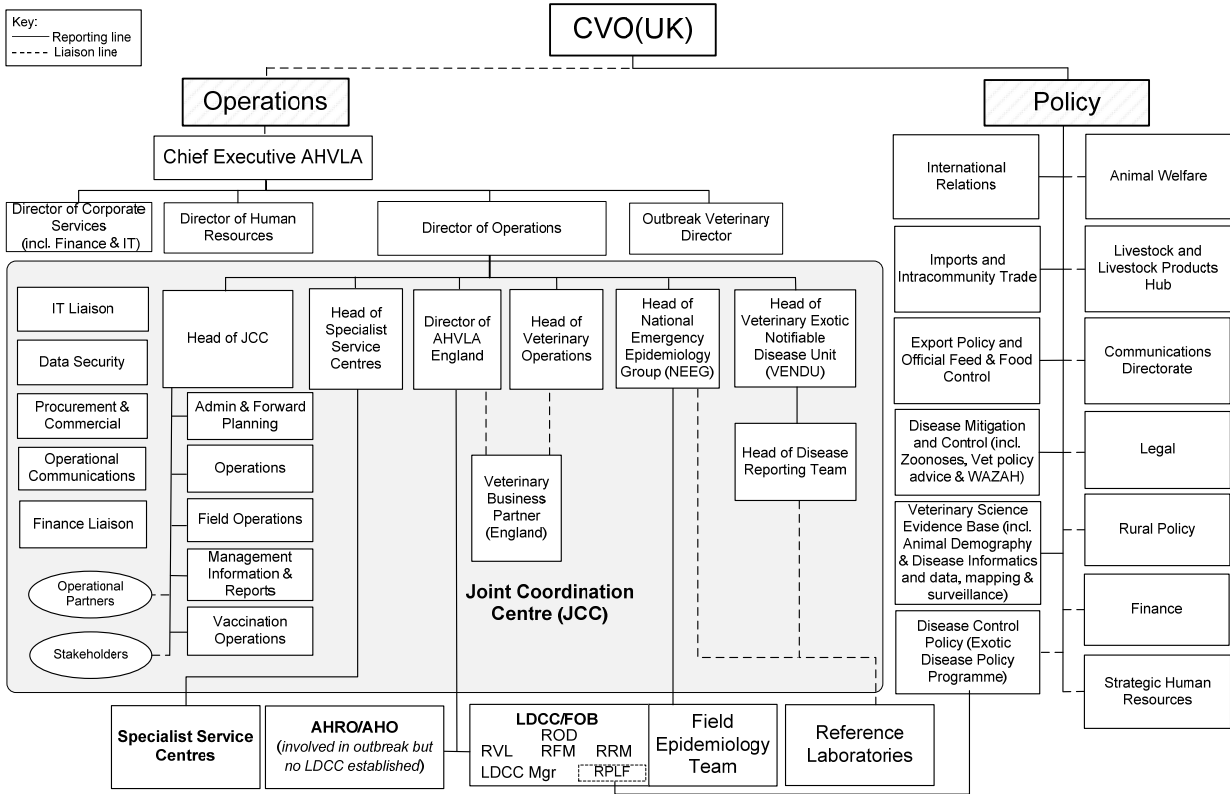 Key:
Reporting line
Liaison line
CVO(UK)
Operations
Policy
Chief Executive AHVLA
Director of Corporate
Services
(incl. Finance & IT)
Director of Human
Resources
Director of Operations
Outbreak Veterinary
Director
IT Liaison
Data Security
Procurement &
Commercial
Operational
Communications
Finance Liaison
Operational
Partners
Stakeholders
Head of JCC
Admin & Forward
Planning
Operations
Field Operations
Management
Information &
Reports
Vaccination
Operations
Head of
Specialist
Service
Centres
Director of
AHVLA
England
Head of
Veterinary
Operations
Veterinary
Business
Partner
(England)
Head of
National
Emergency
Epidemiology
Group (NEEG)
Head of
Veterinary Exotic
Notifiable
Disease Unit
(VENDU)
Head of Disease
Reporting Team
Joint Coordination
Centre (JCC)
International
Relations
Animal Welfare
Imports and
Intracommunity Trade
Livestock and
Livestock Products
Hub
Export Policy and
Official Feed & Food
Control
Communications
Directorate
Disease Mitigation
and Control (incl.
Zoonoses, Vet policy
advice & WAZAH)
Legal
Veterinary Science
Evidence Base (incl.
Animal Demography
& Disease Informatics
and data, mapping &
surveillance)
Rural Policy
Finance
Disease Control
Policy (Exotic
Disease Policy
Programme)
Strategic Human
Resources
Specialist Service
Centres
AHRO/AHO
(involved in outbreak but
no LDCC established)
LDCC/FOB
ROD
RVL RFM RRM
LDCC Mgr RPLF
Field
Epidemiology
Team
Reference
Laboratories